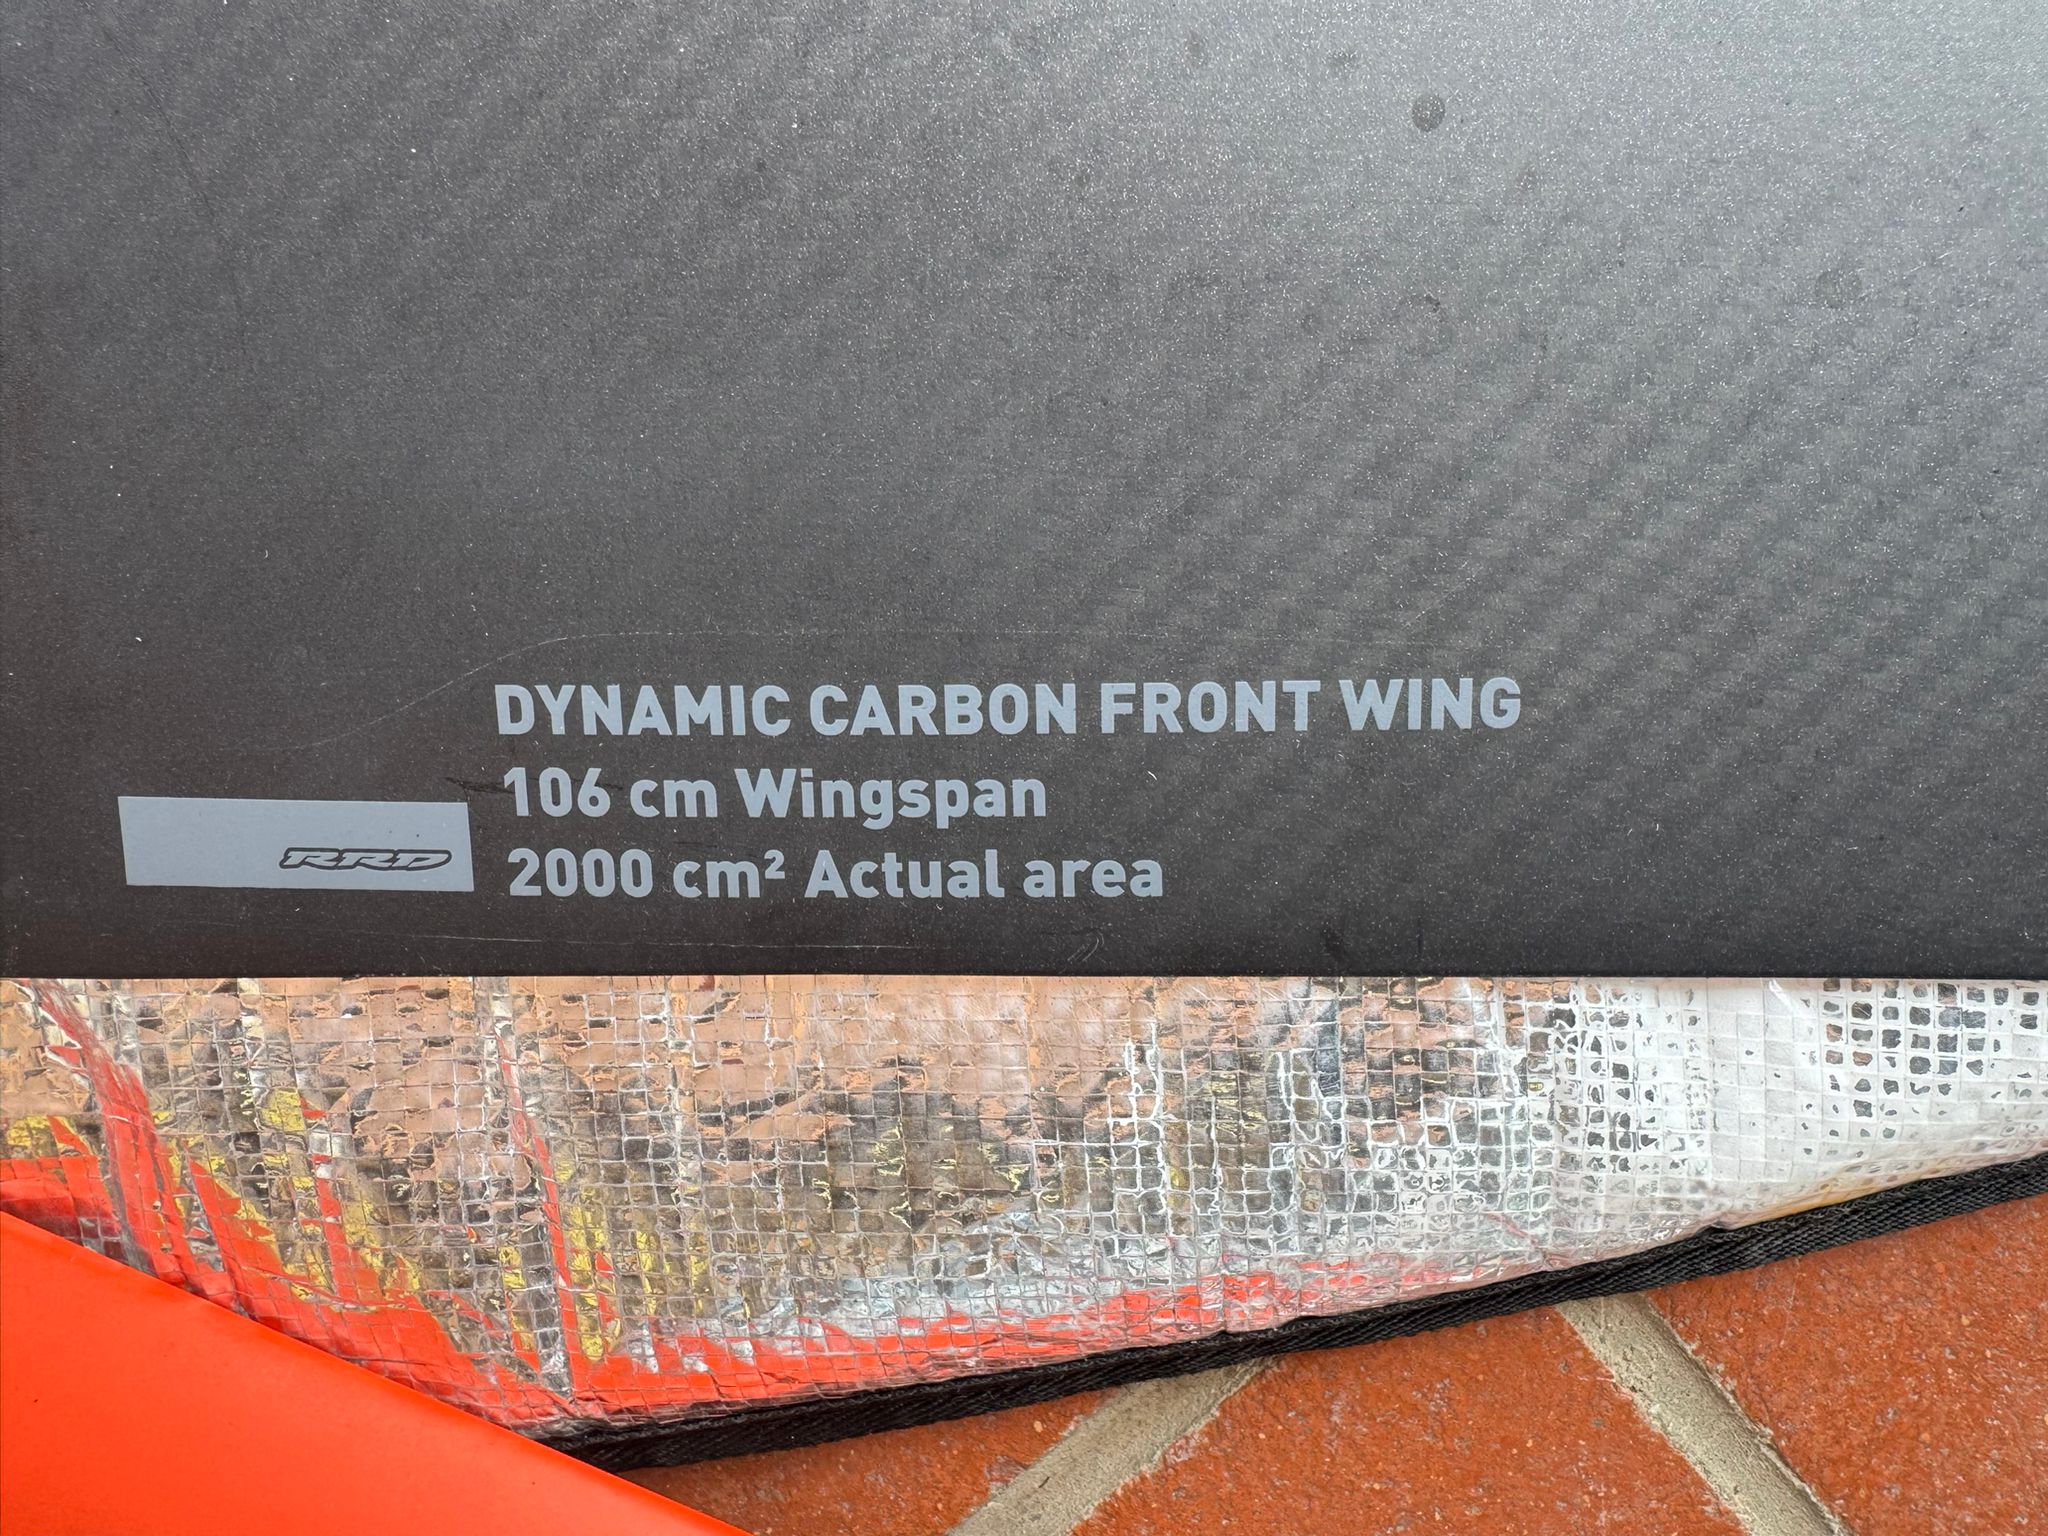 DYNAMIC CARBON FRONT WING
106 cm Wingspan
RRD
2000 cm² Actual area